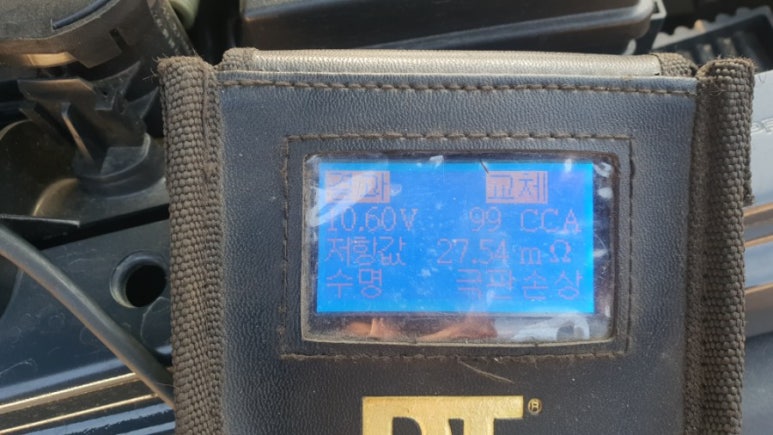 결과 교체
10.60V 99 CCA
저항값 27.54 m·Ω
수명 극판손상
®